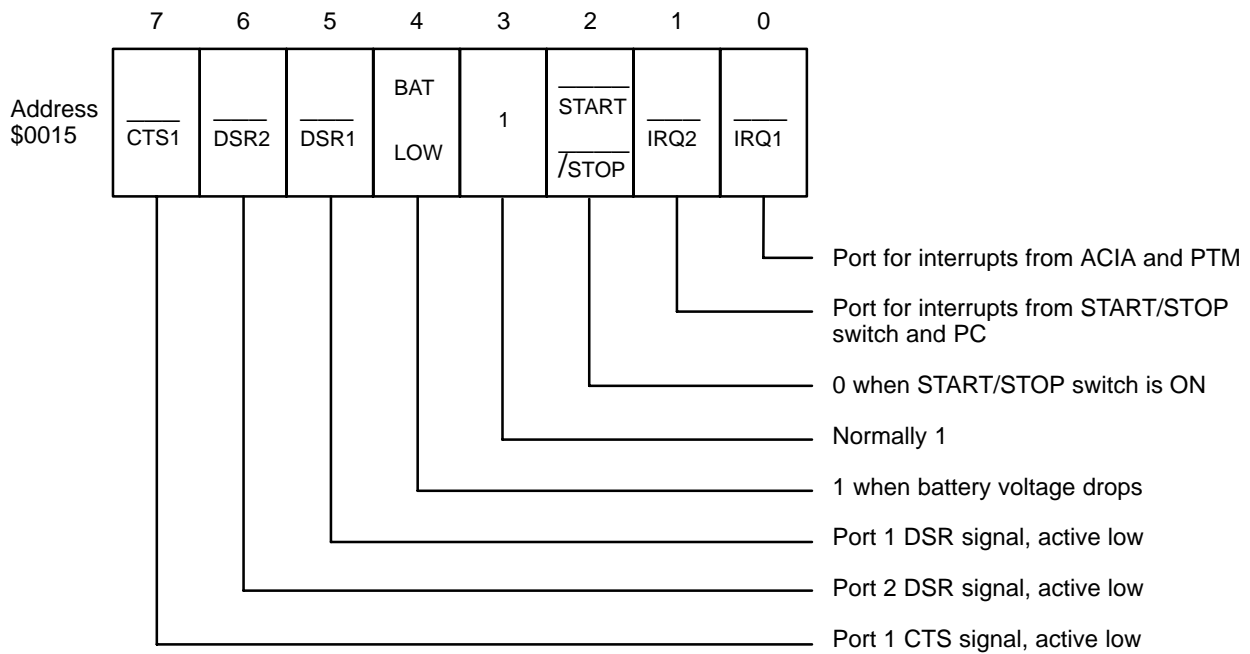 7 6 5 4 3 2 1 0
Address
$0015
CTS1
DSR2
DSR1
BAT
LOW
1
START
/STOP
IRQ2
IRQ1
Port for interrupts from ACIA and PTM
Port for interrupts from START/STOP
switch and PC
0 when START/STOP switch is ON
Normally 1
1 when battery voltage drops
Port 1 DSR signal, active low
Port 2 DSR signal, active low
Port 1 CTS signal, active low